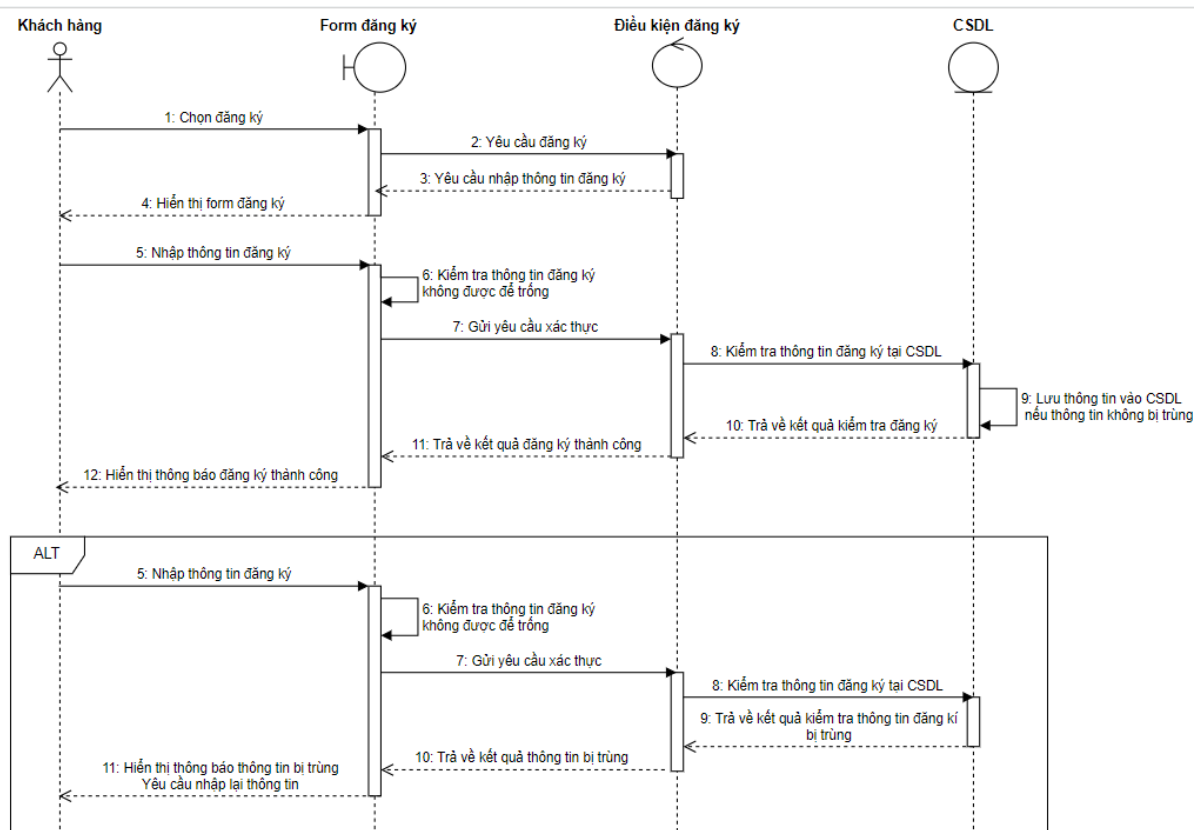 Khách hàng
Form đăng ký
Điều kiện đăng ký
CSDL
1: Chọn đăng ký
2: Yêu cầu đăng ký
3: Yêu cầu nhập thông tin đăng ký
4: Hiển thị form đăng ký
5: Nhập thông tin đăng ký
6: Kiểm tra thông tin đăng ký
không được để trống
7: Gửi yêu cầu xác thực
8: Kiểm tra thông tin đăng ký tại CSDL
9: Lưu thông tin vào CSDL
nếu thông tin không bị trùng
10: Trả về kết quả kiểm tra đăng ký
11: Trả về kết quả đăng ký thành công
12: Hiển thị thông báo đăng ký thành công
ALT
5: Nhập thông tin đăng ký
6: Kiểm tra thông tin đăng ký
không được để trống
7: Gửi yêu cầu xác thực
8: Kiểm tra thông tin đăng ký tại CSDL
9: Trả về kết quả kiểm tra thông tin đăng kí
bị trùng
10: Trả về kết quả thông tin bị trùng
11: Hiển thị thông báo thông tin bị trùng
Yêu cầu nhập lại thông tin